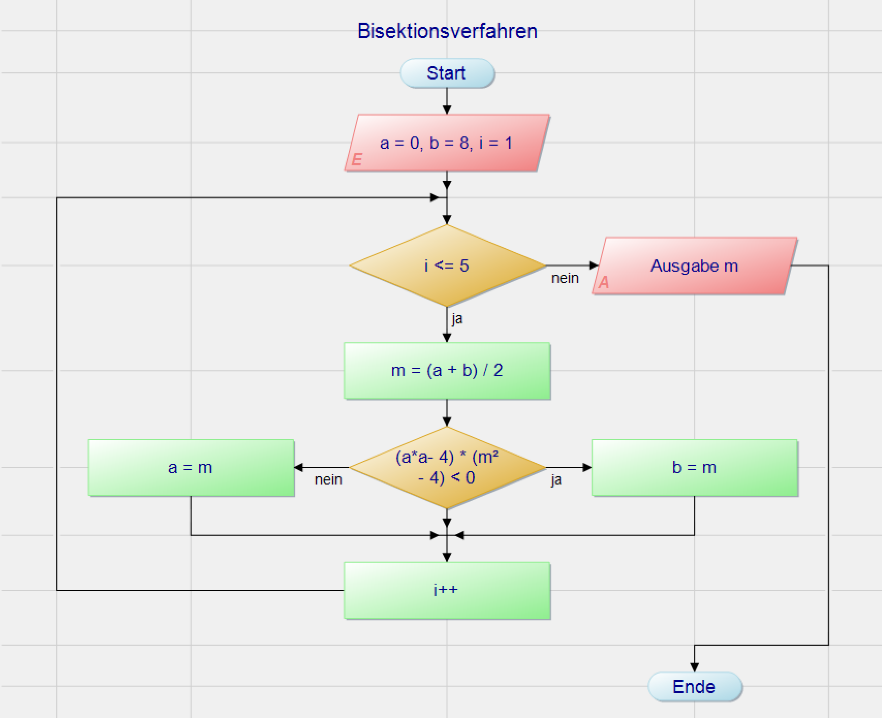 Bisektionsverfahren
Start
a = 0, b = 8, i = 1
E
i <= 5
nein
Ausgabe m
A
ja
m = (a + b) / 2
(a*a- 4) * (m²
- 4) < 0
a = m
nein
ja
b = m
i++
Ende